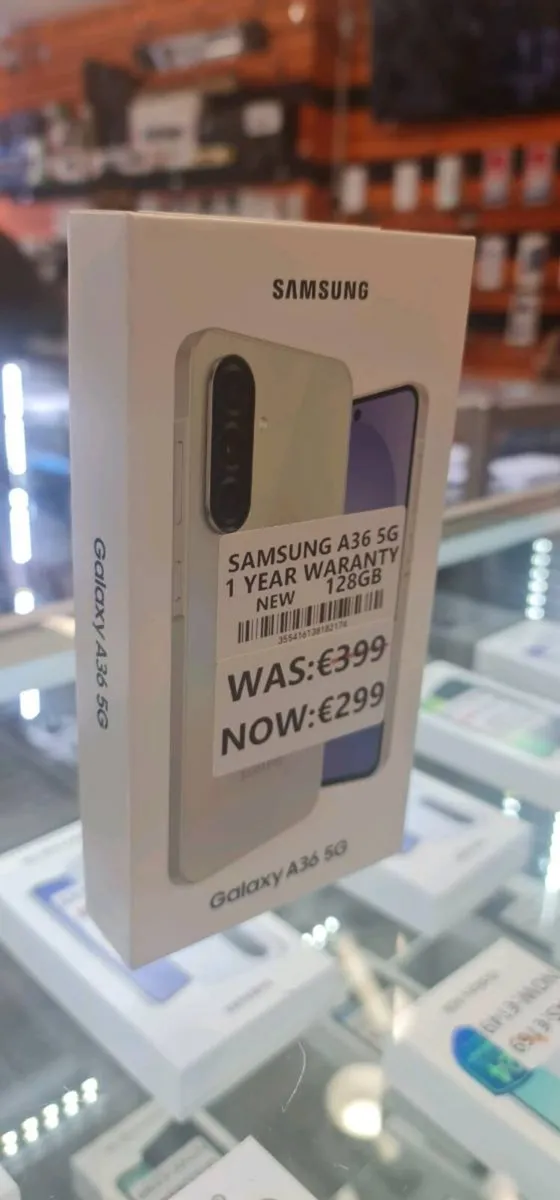 SAMSUNG
SAMSUNG A36 5G
1 YEAR WARANTY
NEW 128GB
WAS:€399
NOW:€299
Galaxy A36 5G
Galaxy A36 5G